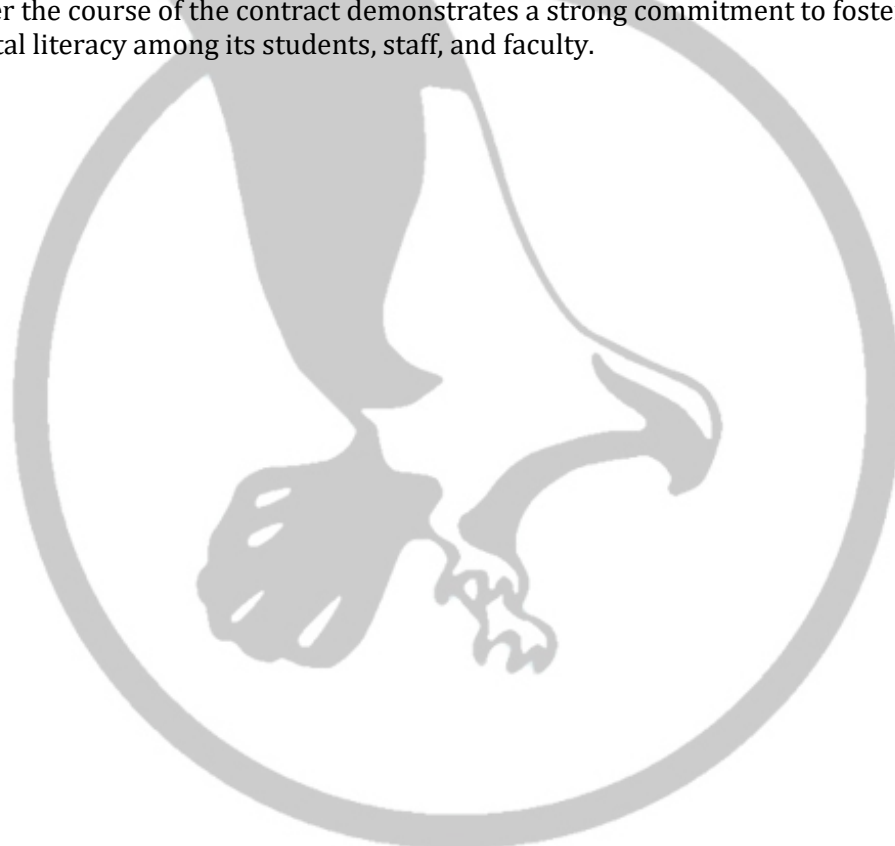 er the course of the contract demonstrates a strong commitment to foste
tal literacy among its students, staff, and faculty.